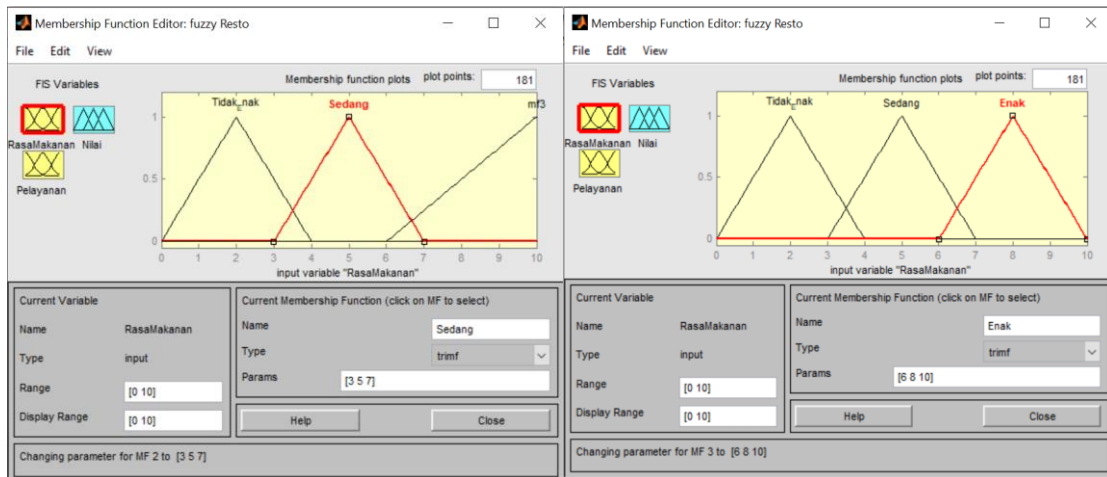 Membership Function Editor: fuzzy Resto
File Edit View
FIS Variables
Membership function plots plot points: 181
RasaMakanan Nilai
Pelayanan
Tidak_Enak Sedang mf3
1
0.5
0
0 1 2 3 4 5 6 7 8 9 10
input variable "RasaMakanan"
Current Variable
Name RasaMakanan
Type input
Range [0 10]
Display Range [0 10]
Current Membership Function (click on MF to select)
Name Sedang
Type trimf
Params [3 5 7]
Help Close
Changing parameter for MF 2 to [3 5 7]
Membership Function Editor: fuzzy Resto
File Edit View
FIS Variables
Membership function plots plot points: 181
RasaMakanan Nilai
Pelayanan
Tidak_Enak Sedang Enak
1
0.5
0
0 1 2 3 4 5 6 7 8 9 10
input variable "RasaMakanan"
Current Variable
Name RasaMakanan
Type input
Range [0 10]
Display Range [0 10]
Current Membership Function (click on MF to select)
Name Enak
Type trimf
Params [6 8 10]
Help Close
Changing parameter for MF 3 to [6 8 10]